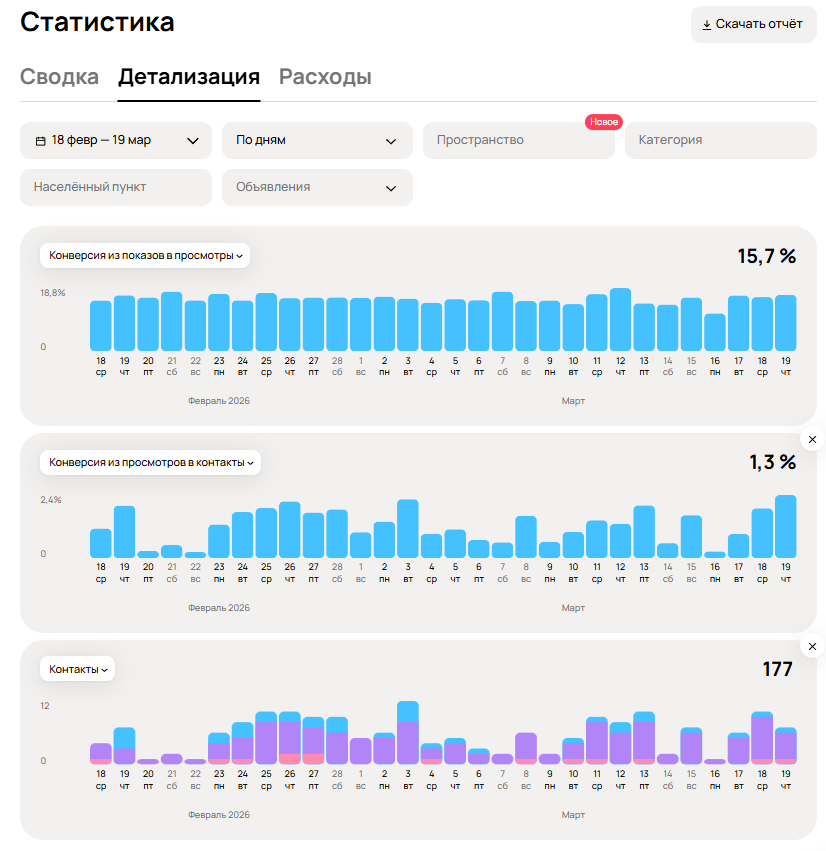 Статистика
Скачать отчёт
Сводка Детализация Расходы
Новое
18 февр — 19 мар По дням Пространство Категория
Населённый пункт Объявления
Конверсия из показов в просмотры 15,7 %
18,8%
0
18 19 20 21 22 23 24 25 26 27 28 1 2 3 4 5 6 7 8 9 10 11 12 13 14 15 16 17 18 19
ср чт пт сб вс пн вт ср чт пт сб вс пн вт ср чт пт сб вс пн вт ср чт пт сб вс пн вт ср чт
Февраль 2026 Март
Конверсия из просмотров в контакты 1,3 %
2,4%
0
18 19 20 21 22 23 24 25 26 27 28 1 2 3 4 5 6 7 8 9 10 11 12 13 14 15 16 17 18 19
ср чт пт сб вс пн вт ср чт пт сб вс пн вт ср чт пт сб вс пн вт ср чт пт сб вс пн вт ср чт
Февраль 2026 Март
Контакты 177
12
0
18 19 20 21 22 23 24 25 26 27 28 1 2 3 4 5 6 7 8 9 10 11 12 13 14 15 16 17 18 19
ср чт пт сб вс пн вт ср чт пт сб вс пн вт ср чт пт сб вс пн вт ср чт пт сб вс пн вт ср чт
Февраль 2026 Март